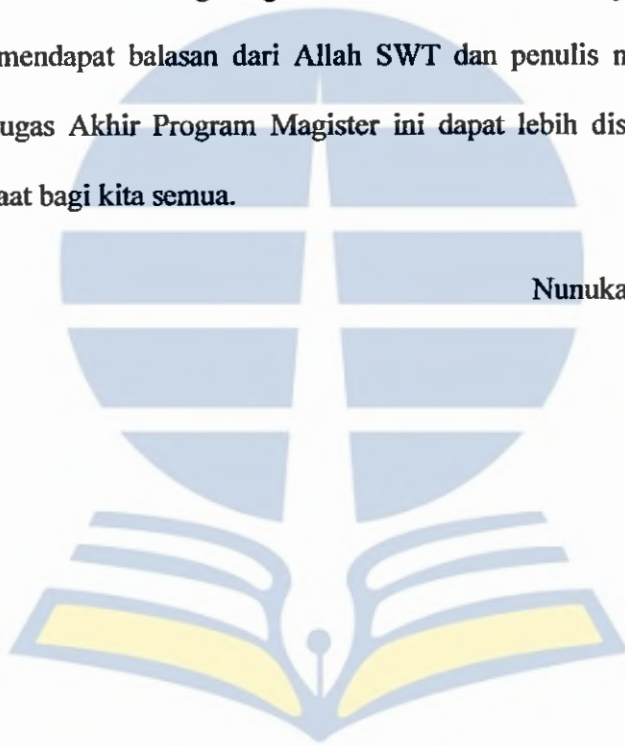 mendapat balasan dari Allah SWT dan penulis
ugas Akhir Program Magister ini dapat lebih
aat bagi kita semua.
Nunuka